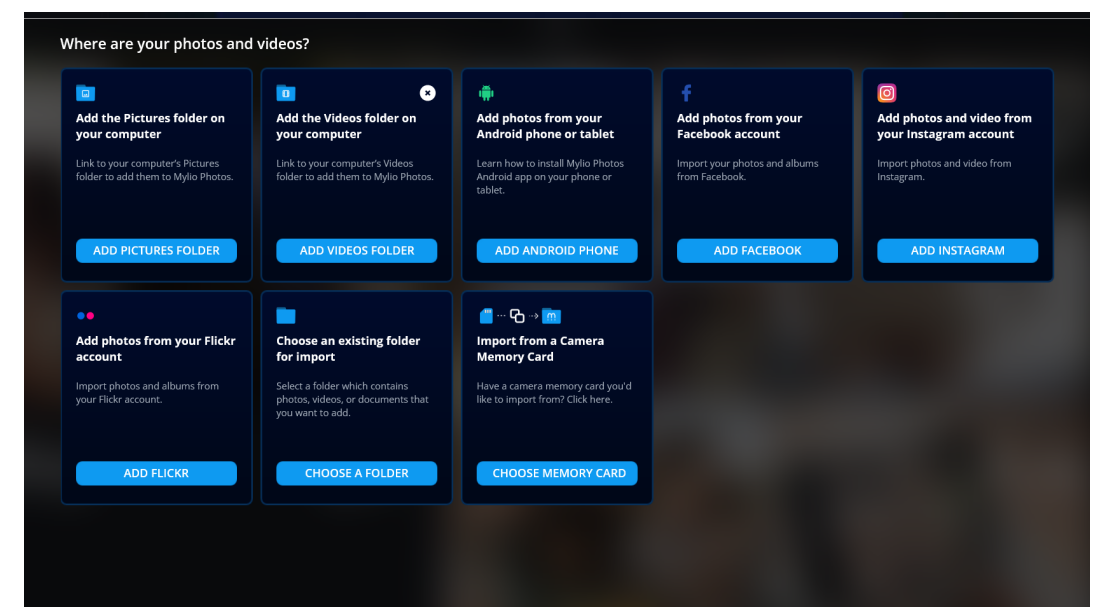 Where are your photos and videos?
Add the Pictures folder on
your computer
Link to your computer's Pictures
folder to add them to Mylio Photos.
ADD PICTURES FOLDER
Add the Videos folder on
your computer
Link to your computer's Videos
folder to add them to Mylio Photos.
ADD VIDEOS FOLDER
Add photos from your
Android phone or tablet
Learn how to install Mylio Photos
Android app on your phone or
tablet.
ADD ANDROID PHONE
Add photos from your
Facebook account
Import your photos and albums
from Facebook.
ADD FACEBOOK
Add photos and video from
your Instagram account
Import photos and video from
Instagram.
ADD INSTAGRAM
Add photos from your Flickr
account
Import photos and albums from
your Flickr account.
ADD FLICKR
Choose an existing folder
for import
Select a folder which contains
photos, videos, or documents that
you want to add.
CHOOSE A FOLDER
Import from a Camera
Memory Card
Have a camera memory card you'd
like to import from? Click here.
CHOOSE MEMORY CARD